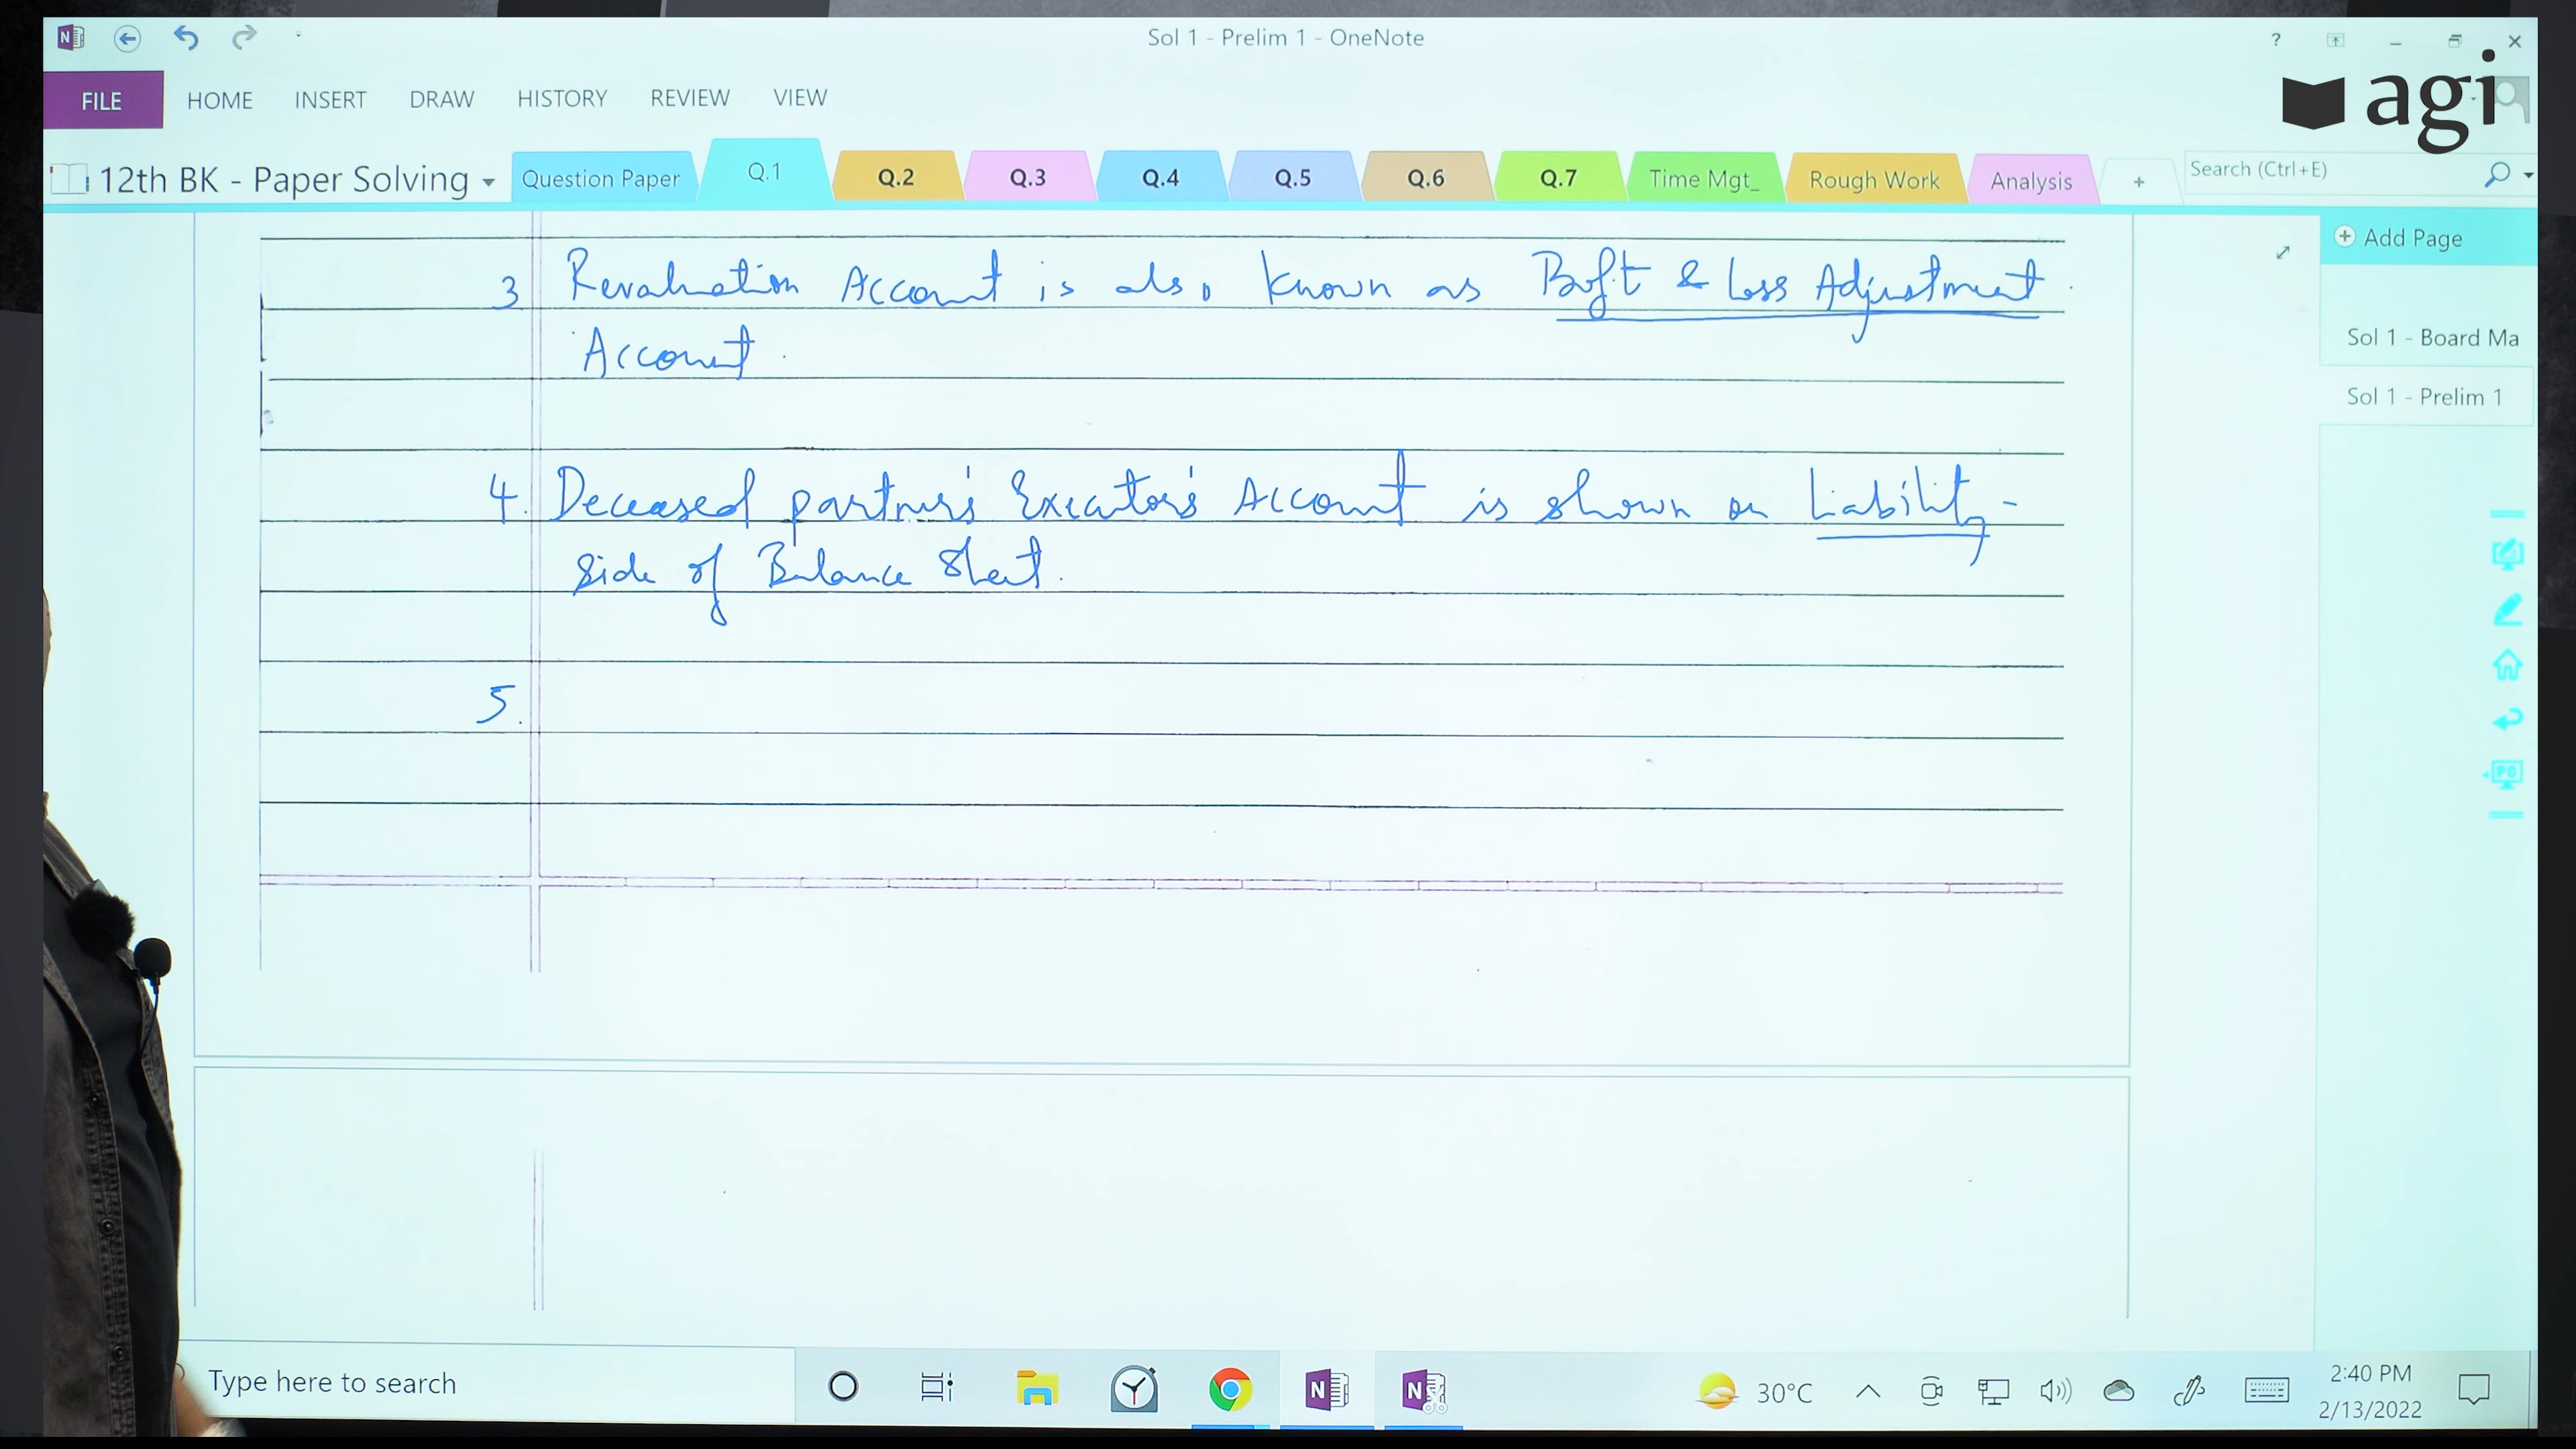 Sol 1 - Prelim 1 - OneNote
?
FILE HOME INSERT DRAW HISTORY REVIEW VIEW
agi
12th BK - Paper Solving Question Paper Q.1 Q.2 Q.3 Q.4 Q.5 Q.6 Q.7 Time Mgt_ Rough Work Analysis + Search (Ctrl+E)
Add Page
Sol 1 - Board Ma
Sol 1 - Prelim 1
3 Revaluation Account is also known as Profit & Loss Adjustment
Account.
4. Deceased partner's Executor's Account is shown on Liability -
side of Balance Sheet.
5.
PC
Type here to search
30°C
2:40 PM
2/13/2022